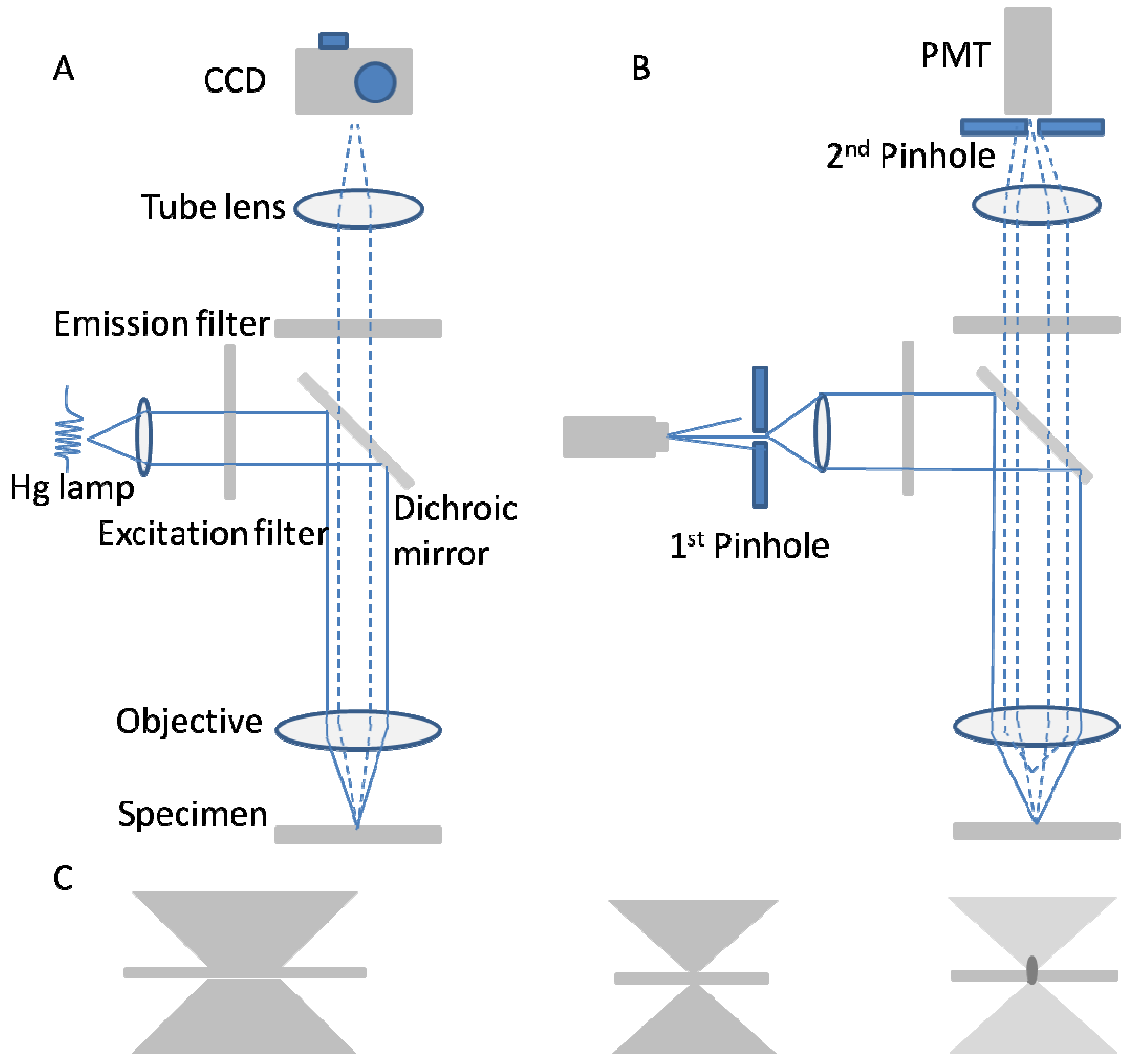 A
CCD
Tube lens
Emission filter
Hg lamp
Excitation filter
Dichroic
mirror
Objective
Specimen
B
PMT
2nd Pinhole
1st Pinhole
C